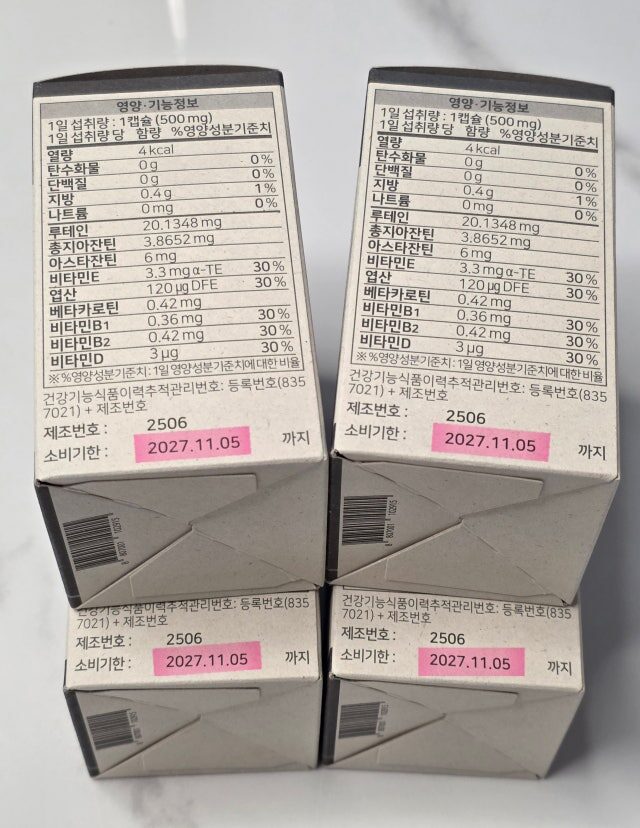 영양·기능정보
1일 섭취량 : 1캡슐(500 mg)
1일 섭취량당 함량 %영양성분기준치
열량 4 kcal
탄수화물 0 g 0 %
단백질 0 g 0 %
지방 0.4 g 1 %
나트륨 0 mg 0 %
루테인 20.1348 mg
총지아잔틴 3.8652 mg
아스타잔틴 6 mg
비타민E 3.3 mg α-TE 30 %
엽산 120 µg DFE 30 %
베타카로틴 0.42 mg
비타민B1 0.36 mg 30 %
비타민B2 0.42 mg 30 %
비타민D 3 µg 30 %
※ %영양성분기준치 : 1일 영양성분기준치에 대한 비율
건강기능식품이력추적관리번호: 등록번호(835
7021) + 제조번호
제조번호 : 2506
소비기한 : 2027.11.05 까지
영양·기능정보
1일 섭취량 : 1캡슐(500 mg)
1일 섭취량당 함량 %영양성분기준치
열량 4 kcal
탄수화물 0 g 0 %
단백질 0 g 0 %
지방 0.4 g 1 %
나트륨 0 mg 0 %
루테인 20.1348 mg
총지아잔틴 3.8652 mg
아스타잔틴 6 mg
비타민E 3.3 mg α-TE 30 %
엽산 120 µg DFE 30 %
베타카로틴 0.42 mg
비타민B1 0.36 mg 30 %
비타민B2 0.42 mg 30 %
비타민D 3 µg 30 %
※ %영양성분기준치 : 1일 영양성분기준치에 대한 비율
건강기능식품이력추적관리번호: 등록번호(835
7021) + 제조번호
제조번호 : 2506
소비기한 : 2027.11.05 까지
건강기능식품이력추적관리번호: 등록번호(835
7021) + 제조번호
제조번호 : 2506
소비기한 : 2027.11.05 까지
건강기능식품이력추적관리번호: 등록번호(835
7021) + 제조번호
제조번호 : 2506
소비기한 : 2027.11.05 까지